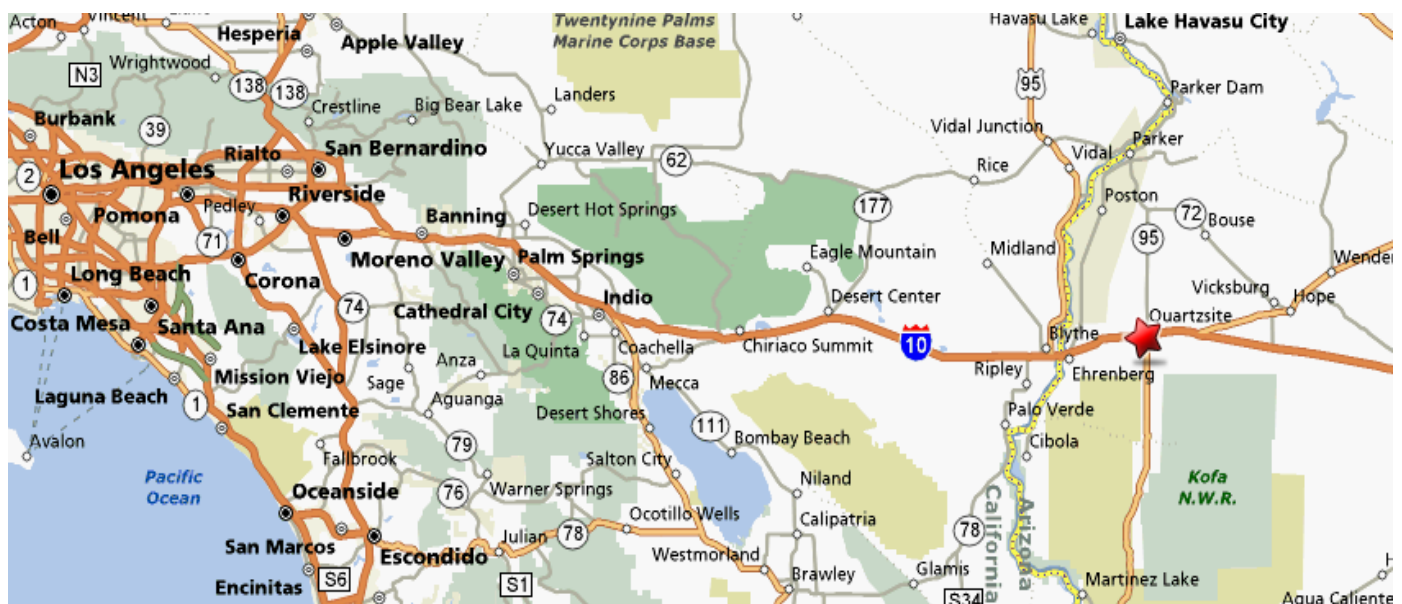 Acton
Vincent
Hesperia
Apple Valley
Twentynine Palms
Marine Corps Base
Havasu Lake
Lake Havasu City
N3
Wrightwood
138
138
Crestline
Big Bear Lake
Landers
95
Parker Dam
Burbank
39
Vidal Junction
Parker
Rialto
San Bernardino
Yucca Valley
62
Rice
Vidal
2
Los Angeles
Riverside
Poston
Pomona
Pedley
Banning
Desert Hot Springs
177
72
Bouse
Bell
71
Moreno Valley
Palm Springs
Eagle Mountain
Midland
95
Wenden
1
Long Beach
Corona
74
Cathedral City
74
Indio
Desert Center
Vicksburg
Hope
Costa Mesa
Santa Ana
Quartzsite
Lake Elsinore
La Quinta
Coachella
Chiriaco Summit
10
Blythe
Anza
Mission Viejo
Sage
86
Mecca
Ripley
Ehrenberg
Laguna Beach
1
San Clemente
Aguanga
Desert Shores
111
Palo Verde
Avalon
79
Bombay Beach
Cibola
Pacific
Ocean
Fallbrook
Salton City
Niland
Kofa
N.W.R.
Oceanside
76
Warner Springs
California
Arizona
Ocotillo Wells
Calipatria
78
78
San Marcos
Escondido
Julian
Westmorland
Encinitas
S6
S1
Brawley
Glamis
S34
Martinez Lake
Agua Caliente